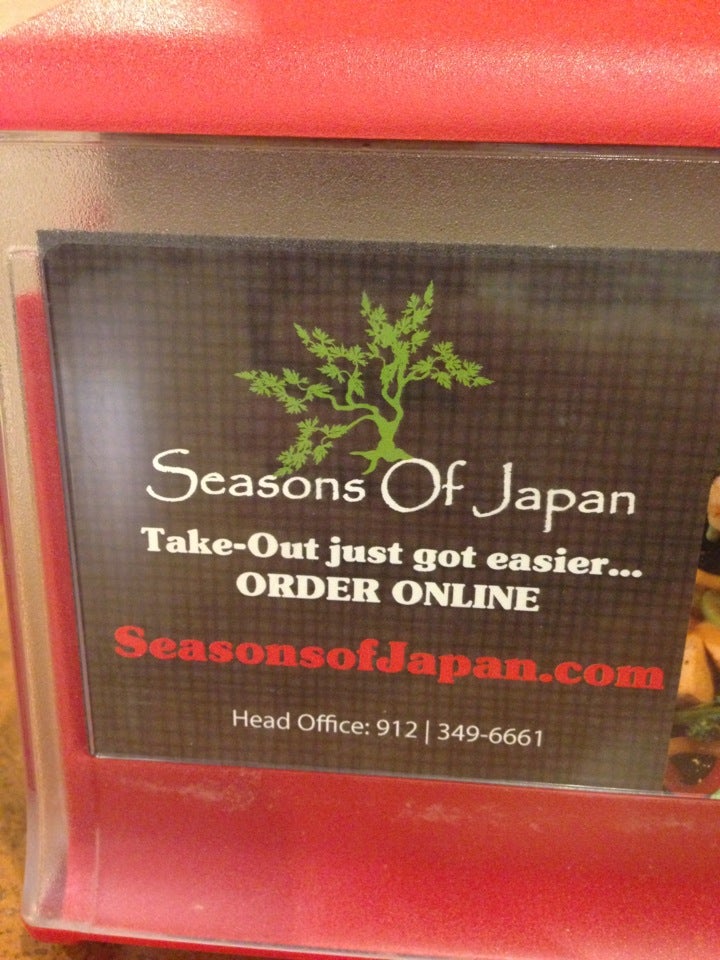 Seasons Of Japan
Take-Out just got easier...
ORDER ONLINE
SeasonsofJapan.com
Head Office: 912 | 349-6661